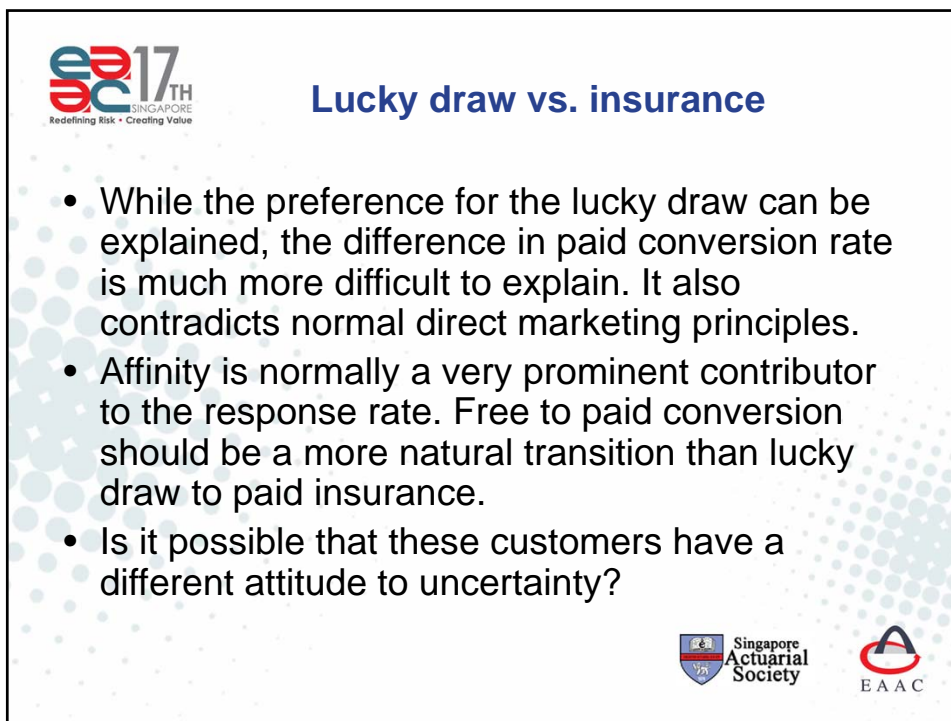 eaac 17TH
SINGAPORE
Redefining Risk • Creating Value
Lucky draw vs. insurance
• While the preference for the lucky draw can be
explained, the difference in paid conversion rate
is much more difficult to explain. It also
contradicts normal direct marketing principles.
• Affinity is normally a very prominent contributor
to the response rate. Free to paid conversion
should be a more natural transition than lucky
draw to paid insurance.
• Is it possible that these customers have a
different attitude to uncertainty?
Singapore
Actuarial
Society
EAAC